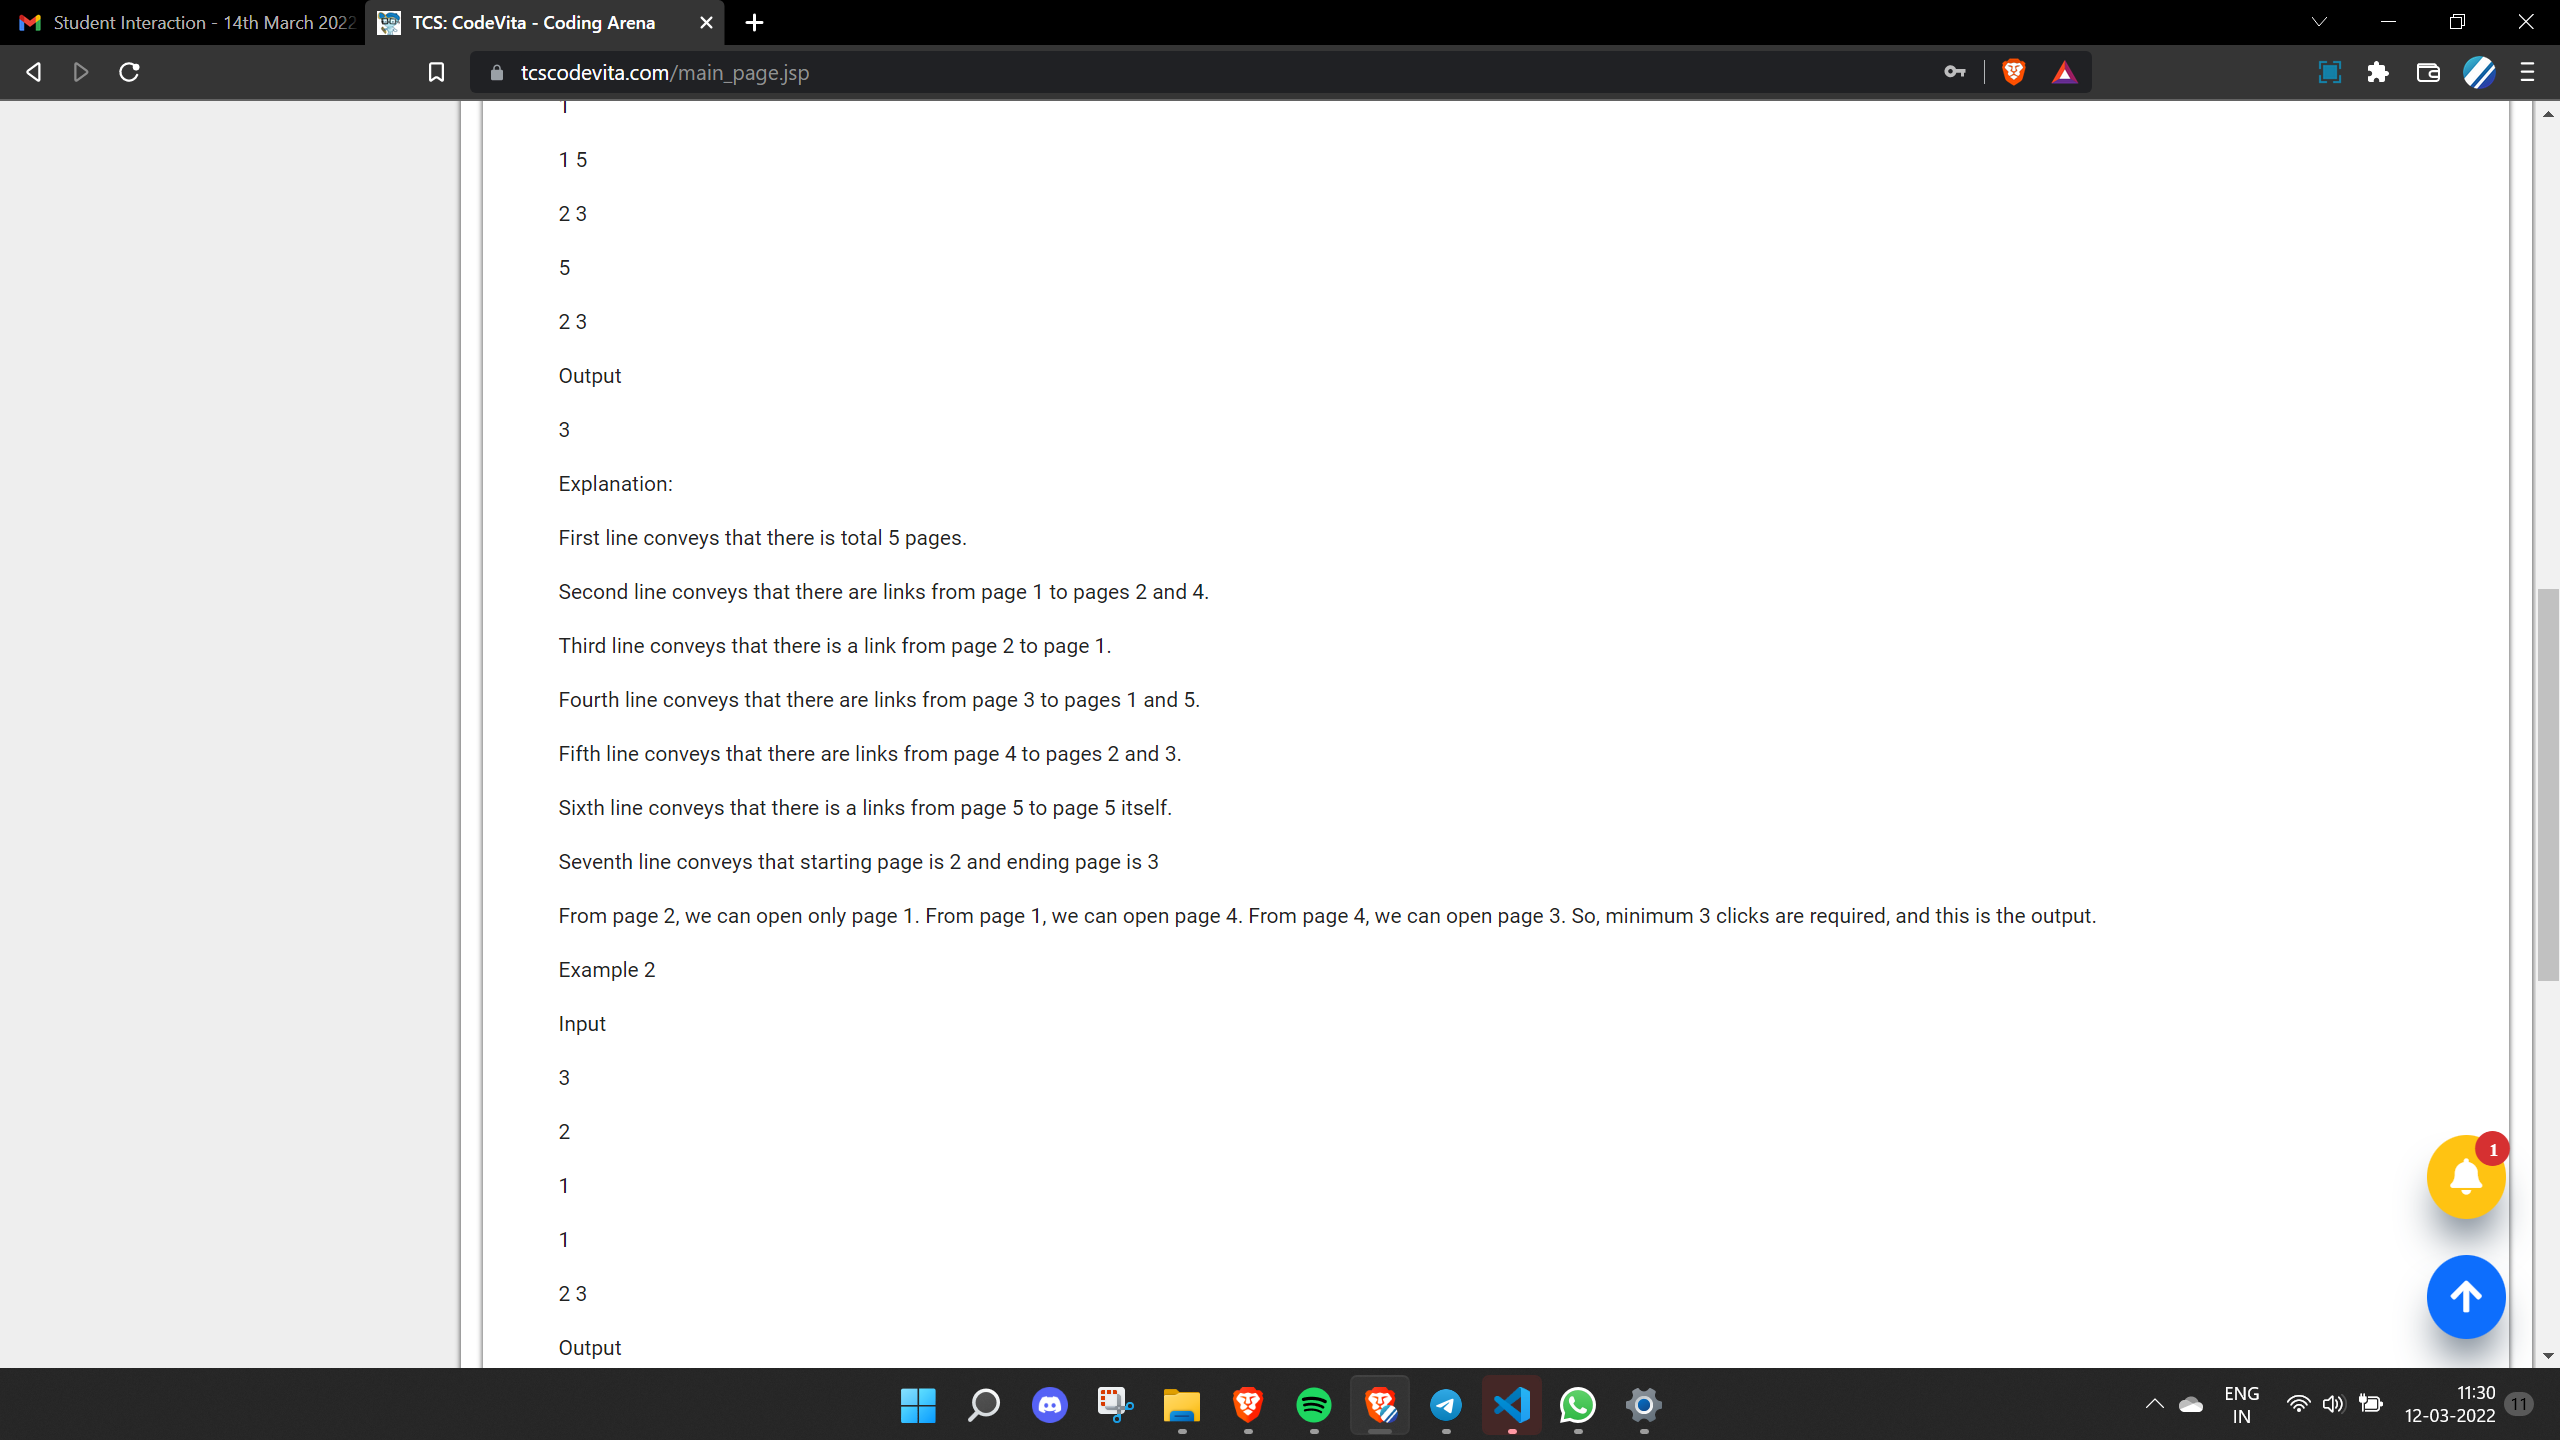 Student Interaction - 14th March 2022
TCS: CodeVita - Coding Arena
tcscodevita.com/main_page.jsp
1 5
2 3
5
2 3
Output
3
Explanation:
First line conveys that there is total 5 pages.
Second line conveys that there are links from page 1 to pages 2 and 4.
Third line conveys that there is a link from page 2 to page 1.
Fourth line conveys that there are links from page 3 to pages 1 and 5.
Fifth line conveys that there are links from page 4 to pages 2 and 3.
Sixth line conveys that there is a links from page 5 to page 5 itself.
Seventh line conveys that starting page is 2 and ending page is 3
From page 2, we can open only page 1. From page 1, we can open page 4. From page 4, we can open page 3. So, minimum 3 clicks are required, and this is the output.
Example 2
Input
3
2
1
1
1
2 3
Output
ENG
IN
11:30
12-03-2022
11